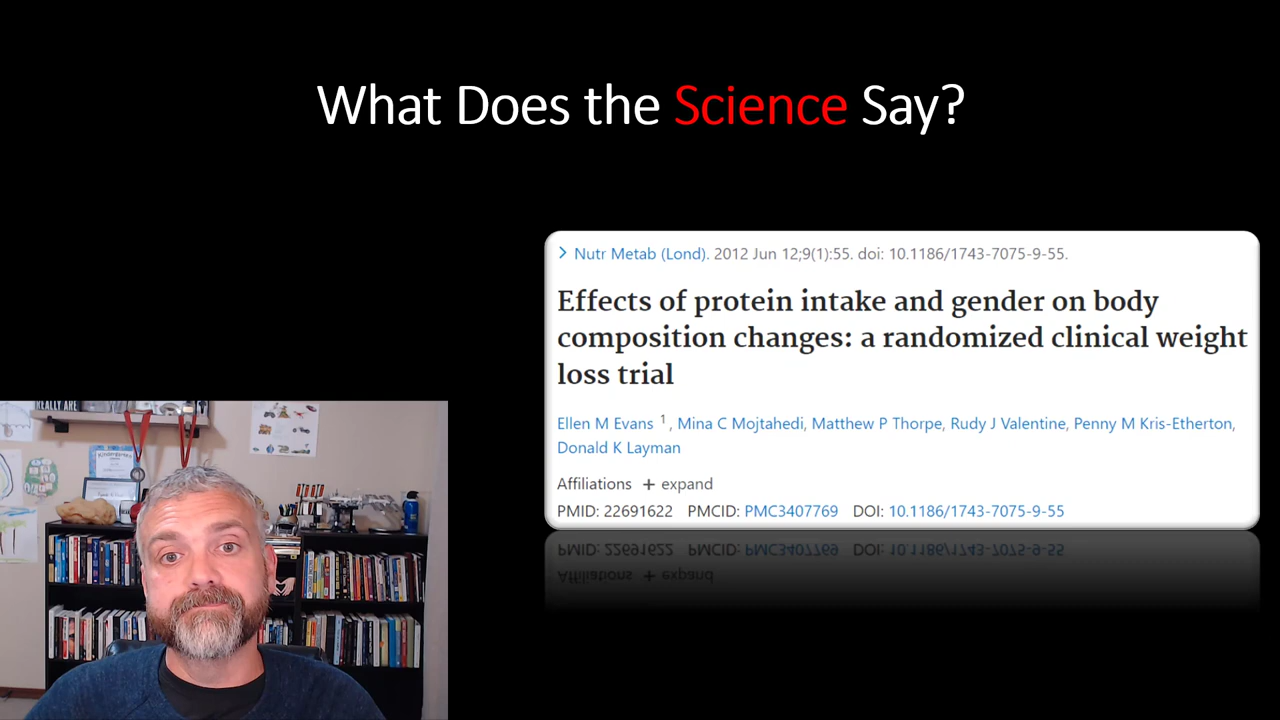 What Does the Science Say?
Nutr Metab (Lond). 2012 Jun 12;9(1):55. doi: 10.1186/1743-7075-9-55.
Effects of protein intake and gender on body
composition changes: a randomized clinical weight
loss trial
Ellen M Evans 1, Mina C Mojtahedi, Matthew P Thorpe, Rudy J Valentine, Penny M Kris-Etherton,
Donald K Layman
Affiliations + expand
PMID: 22691622 PMCID: PMC3407769 DOI: 10.1186/1743-7075-9-55
REALLY ARE
Kindergarten